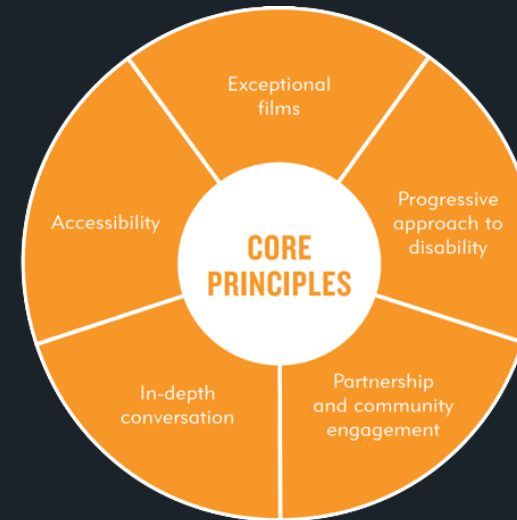 Exceptional
films
Progressive
approach to
disability
Partnership
and community
engagement
In-depth
conversation
Accessibility
CORE
PRINCIPLES